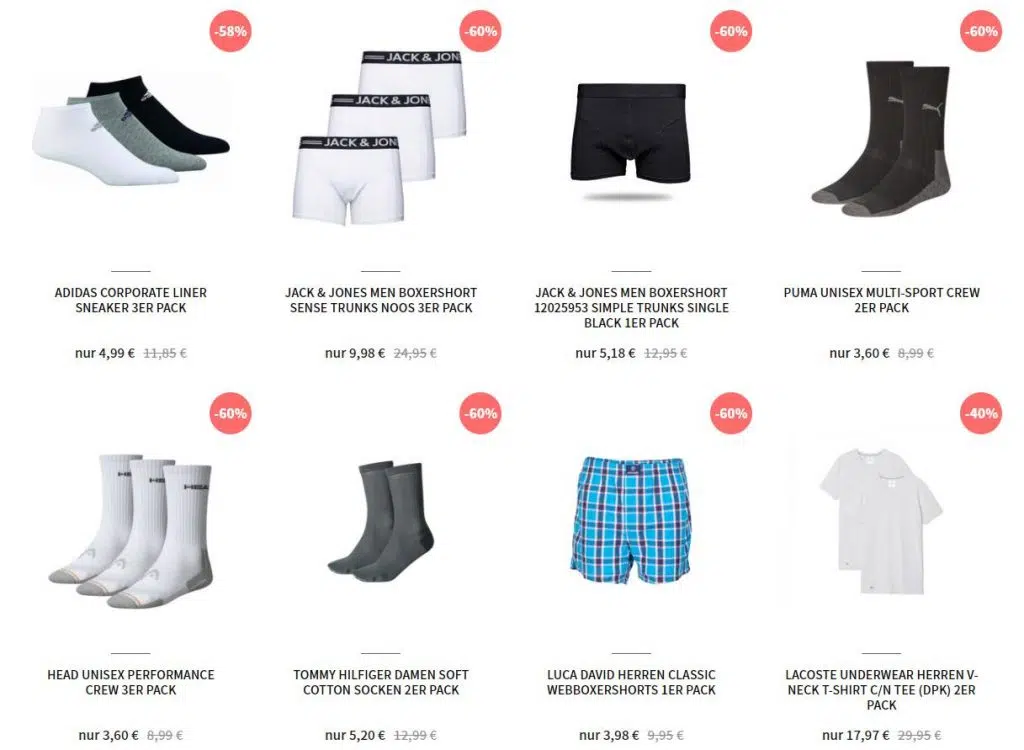 -58%
-60%
-60%
-60%
JACK & JON
JACK & JON
JACK & JON
ADIDAS CORPORATE LINER
SNEAKER 3ER PACK
JACK & JONES MEN BOXERSHORT
SENSE TRUNKS NOOS 3ER PACK
JACK & JONES MEN BOXERSHORT
12025953 SIMPLE TRUNKS SINGLE
BLACK 1ER PACK
PUMA UNISEX MULTI-SPORT CREW
2ER PACK
nur 4,99 € 11,85 €
nur 9,98 € 24,95 €
nur 5,18 € 12,95 €
nur 3,60 € 8,99 €
-60%
-60%
-60%
-40%
HEA
HE
HEAD
HEAD UNISEX PERFORMANCE
CREW 3ER PACK
TOMMY HILFIGER DAMEN SOFT
COTTON SOCKEN 2ER PACK
LUCA DAVID HERREN CLASSIC
WEBBOXERSHORTS 1ER PACK
LACOSTE UNDERWEAR HERREN V-
NECK T-SHIRT C/N TEE (DPK) 2ER
PACK
nur 3,60 € 8,99 €
nur 5,20 € 12,99 €
nur 3,98 € 9,95 €
nur 17,97 € 29,95 €